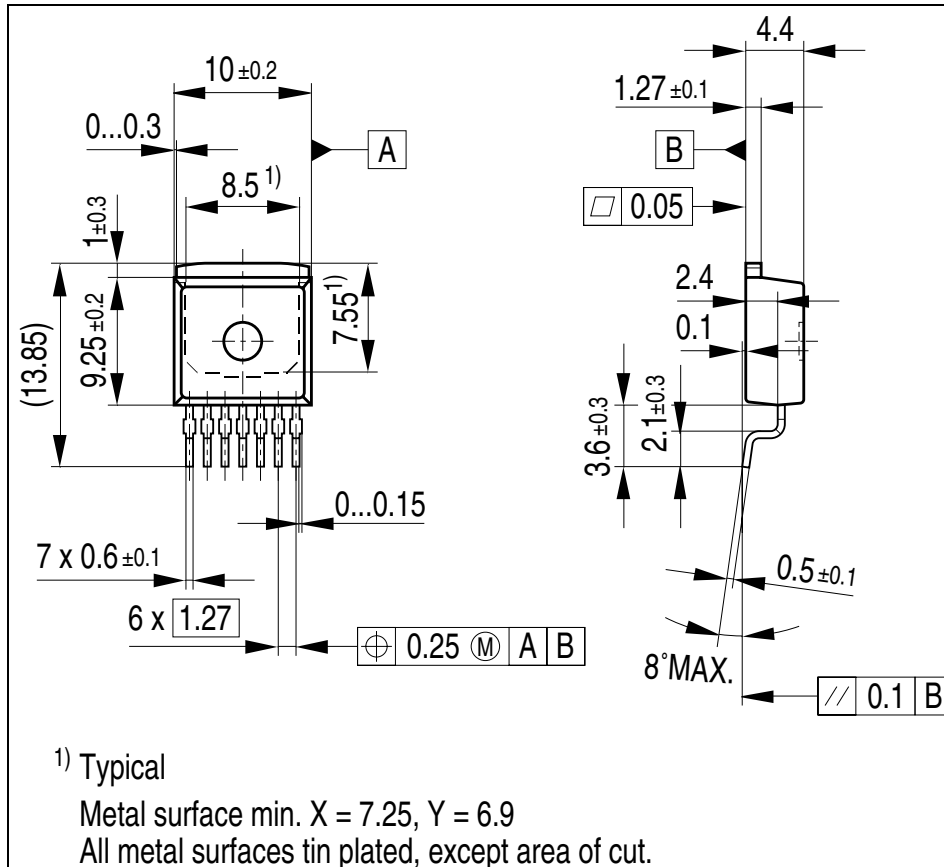 4.4
10 ±0.2
1.27 ±0.1
0...0.3
A
B
8.5 1)
0.05
1±0.3
2.4
7.55 1)
0.1
9.25 ±0.2
(13.85)
3.6 ±0.3
2.1 ±0.3
0...0.15
7 x 0.6 ±0.1
0.5 ±0.1
6 x 1.27
0.25 Ⓜ A B
8° MAX.
// 0.1 B
1) Typical
Metal surface min. X = 7.25, Y = 6.9
All metal surfaces tin plated, except area of cut.